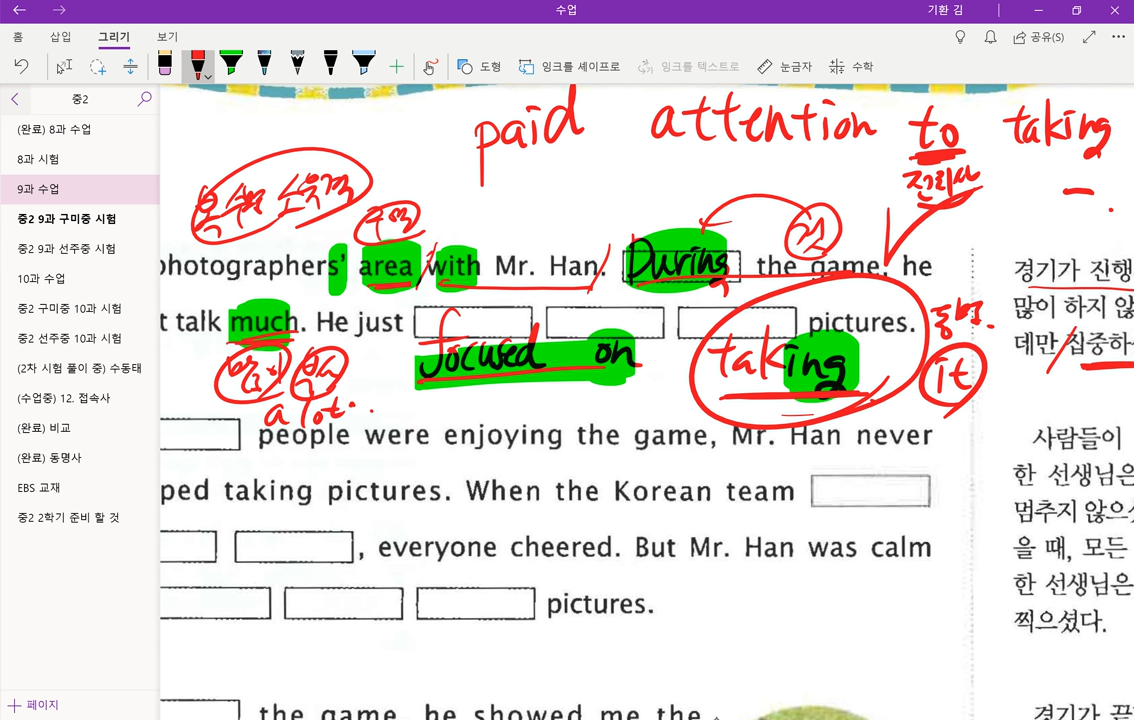 수업
기환 김
홈 삽입 그리기 보기
공유(S)
도형 잉크를 셰이프로 잉크를 텍스트로 눈금자 수학
중2
(완료) 8과 수업
8과 시험
9과 수업
중2 9과 구미중 시험
중2 9과 선주중 시험
10과 수업
중2 구미중 10과 시험
중2 선주중 10과 시험
(2차 시험 풀이 중) 수동태
(수업중) 12. 접속사
(완료) 비교
(완료) 동명사
EBS 교재
중2 2학기 준비 할 것
페이지
paid attention to taking
전치사
복수형 소유격
photographers' area with Mr. Han. During the game, he
t talk much. He just pictures.
focused on taking
동명.
it
a lot..
people were enjoying the game, Mr. Han never
ped taking pictures. When the Korean team
, everyone cheered. But Mr. Han was calm
pictures.
the game, he showed me the
경기가 진행
많이 하지 않
데만 집중하
사람들이
한 선생님은
멈추지 않으
을 때, 모든
한 선생님은
찍으셨다.
경기가